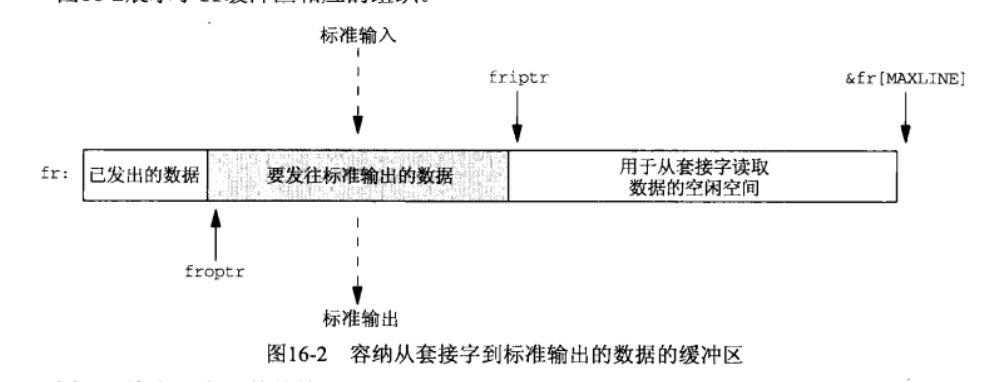 标准输入
friptr
&fr[MAXLINE]
fr:
已发出的数据
要发往标准输出的数据
用于从套接字读取
数据的空闲空间
froptr
标准输出
图16-2 容纳从套接字到标准输出的数据的缓冲区